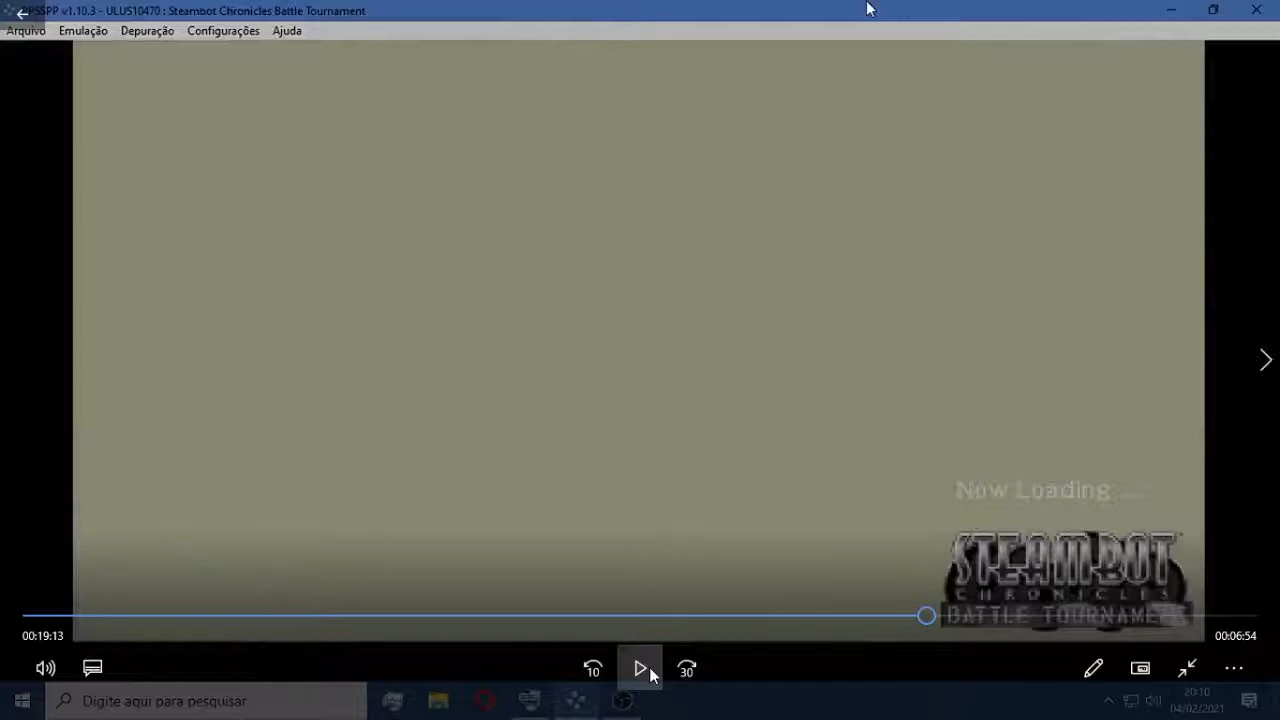 PPSSPP v1.10.3 - ULUS10470 : Steambot Chronicles Battle Tournament
Arquivo Emulação Depuração Configurações Ajuda
Now Loading ...
STEAMBOT
CHRONICLES
BATTLE TOURNAMENT
00:19:13
00:06:54
10
30
Digite aqui para pesquisar
20:10
04/02/2021